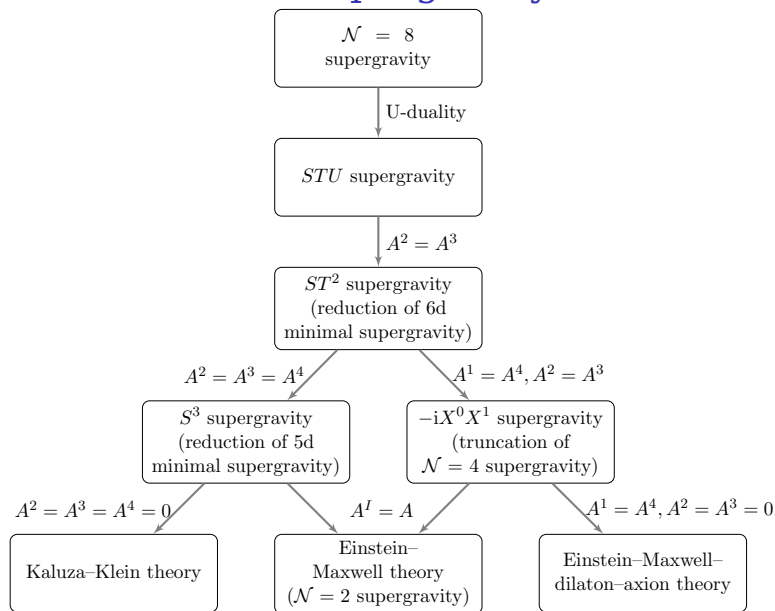 𝒩 = 8
supergravity
U-duality
STU supergravity
A² = A³
ST² supergravity
(reduction of 6d
minimal supergravity)
A² = A³ = A⁴
A¹ = A⁴, A² = A³
S³ supergravity
(reduction of 5d
minimal supergravity)
−iX⁰X¹ supergravity
(truncation of
𝒩 = 4 supergravity)
A² = A³ = A⁴ = 0
Aᴵ = A
A¹ = A⁴, A² = A³ = 0
Kaluza–Klein theory
Einstein–
Maxwell theory
(𝒩 = 2 supergravity)
Einstein–Maxwell–
dilaton–axion theory